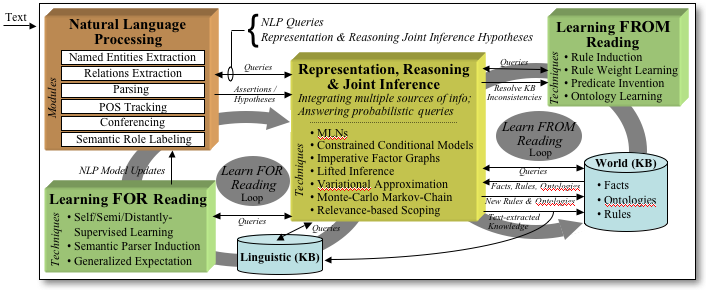 Text
Natural Language
Processing
Modules
Named Entities Extraction
Relations Extraction
Parsing
POS Tracking
Conferencing
Semantic Role Labeling
NLP Queries
Representation & Reasoning Joint Inference Hypotheses
Queries
Assertions /
Hypotheses
Representation, Reasoning
& Joint Inference
Integrating multiple sources of info;
Answering probabilistic queries
Techniques
• MLNs
• Constrained Conditional Models
• Imperative Factor Graphs
• Lifted Inference
• Variational Approximation
• Monte-Carlo Markov-Chain
• Relevance-based Scoping
Queries
Resolve KB
Inconsistencies
Learning FROM
Reading
Techniques
• Rule Induction
• Rule Weight Learning
• Predicate Invention
• Ontology Learning
Learn FROM
Reading
Loop
World (KB)
• Facts
• Ontologies
• Rules
Queries
Facts, Rules, Ontologies
New Rules & Ontologies
Text-extracted
Knowledge
NLP Model Updates
Learn FOR
Reading
Loop
Learning FOR Reading
Techniques
• Self/Semi/Distantly-
Supervised Learning
• Semantic Parser Induction
• Generalized Expectation
Queries
Queries
Linguistic (KB)